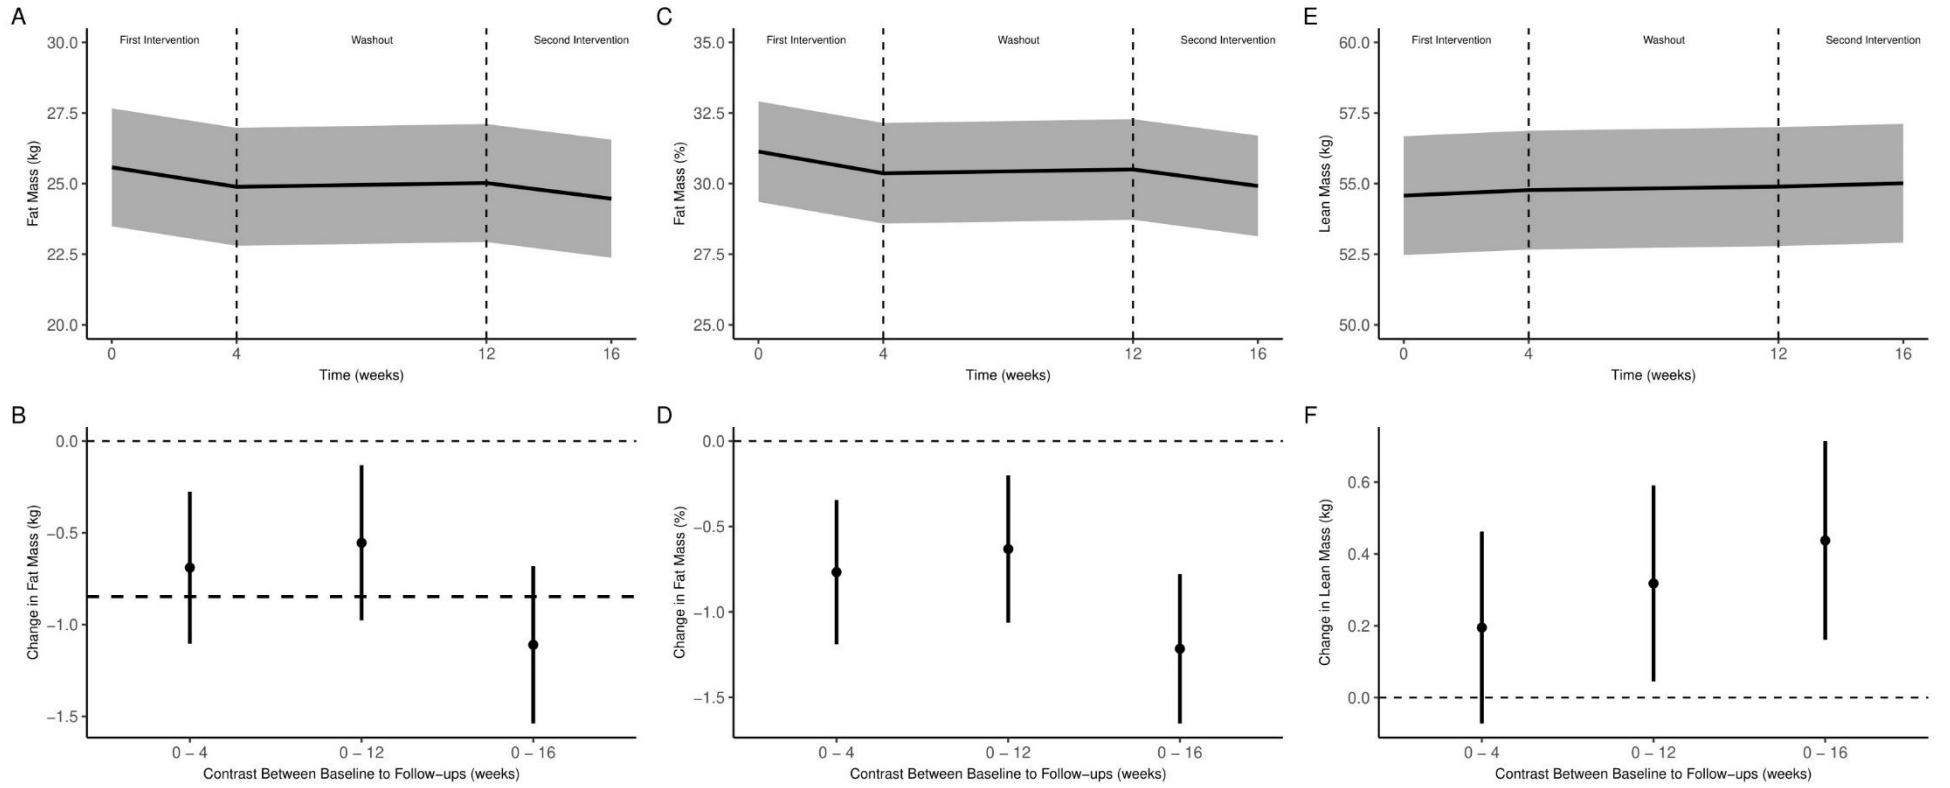 A
First Intervention Washout Second Intervention
30.0
27.5
25.0
22.5
20.0
Fat Mass (kg)
0 4 12 16
Time (weeks)
C
First Intervention Washout Second Intervention
35.0
32.5
30.0
27.5
25.0
Fat Mass (%)
0 4 12 16
Time (weeks)
E
First Intervention Washout Second Intervention
60.0
57.5
55.0
52.5
50.0
Lean Mass (kg)
0 4 12 16
Time (weeks)
B
0.0
−0.5
−1.0
−1.5
Change in Fat Mass (kg)
0 – 4 0 – 12 0 – 16
Contrast Between Baseline to Follow−ups (weeks)
D
0.0
−0.5
−1.0
−1.5
Change in Fat Mass (%)
0 – 4 0 – 12 0 – 16
Contrast Between Baseline to Follow−ups (weeks)
F
0.6
0.4
0.2
0.0
Change in Lean Mass (kg)
0 – 4 0 – 12 0 – 16
Contrast Between Baseline to Follow−ups (weeks)